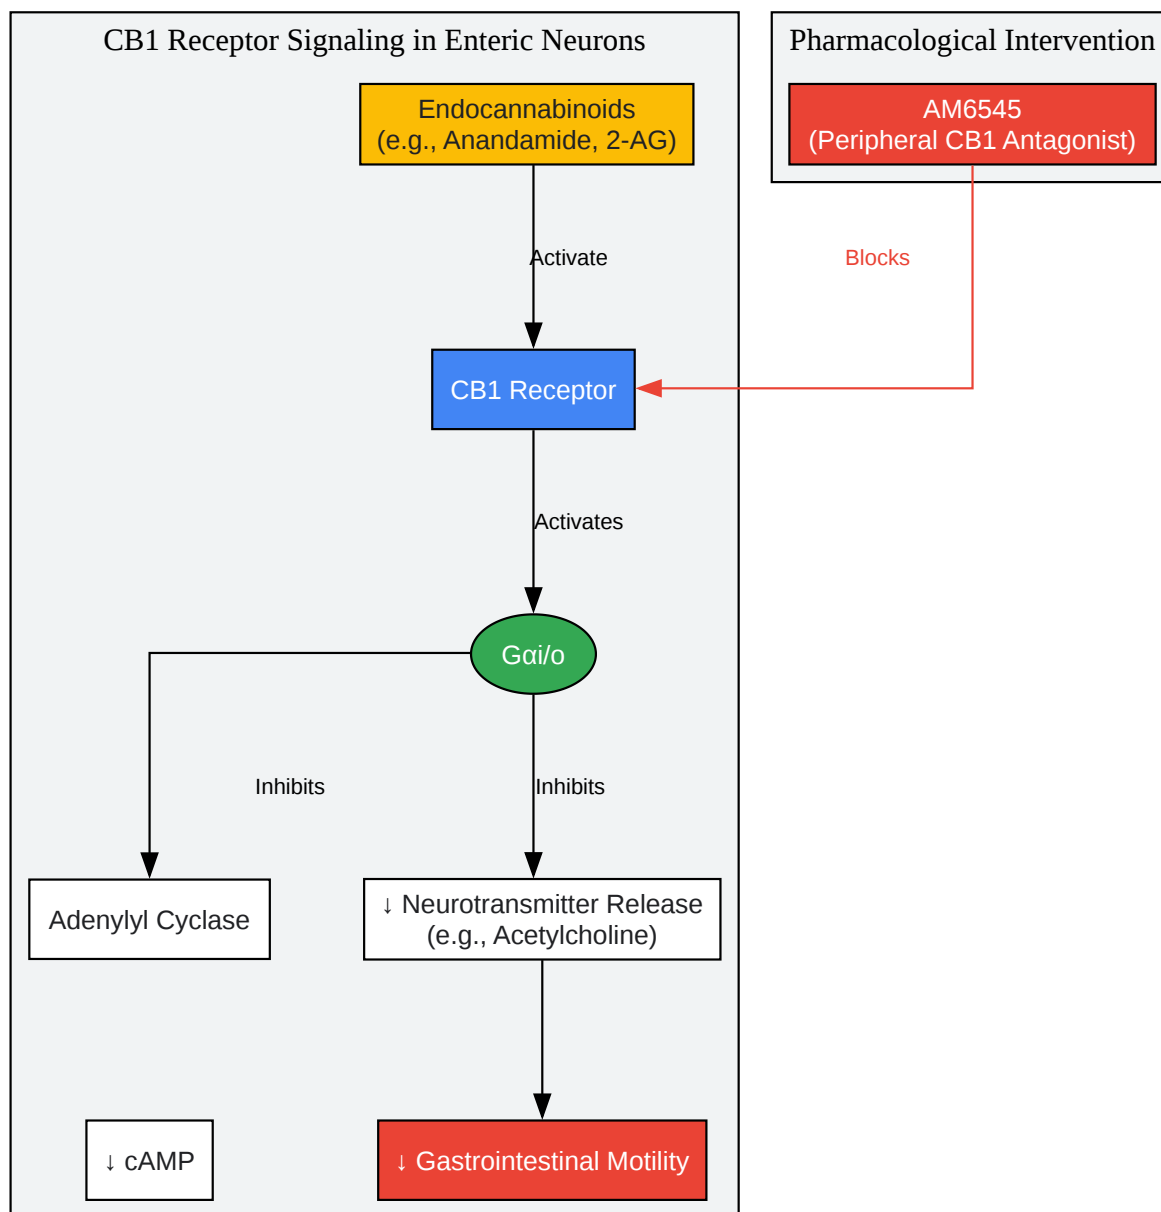 CB1 Receptor Signaling in Enteric Neurons
Pharmacological Intervention
Endocannabinoids
(e.g., Anandamide, 2-AG)
AM6545
(Peripheral CB1 Antagonist)
Activate
Blocks
CB1 Receptor
Activates
Gαi/o
Inhibits
Inhibits
Adenylyl Cyclase
↓ Neurotransmitter Release
(e.g., Acetylcholine)
↓ cAMP
↓ Gastrointestinal Motility